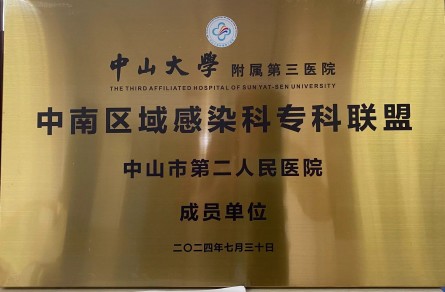 中山大學 附属第三医院
THE THIRD AFFILIATED HOSPITAL OF SUN YAT-SEN UNIVERSITY
中南区域感染科专科联盟
中山市第二人民医院
成员单位
二〇二四年七月三十日